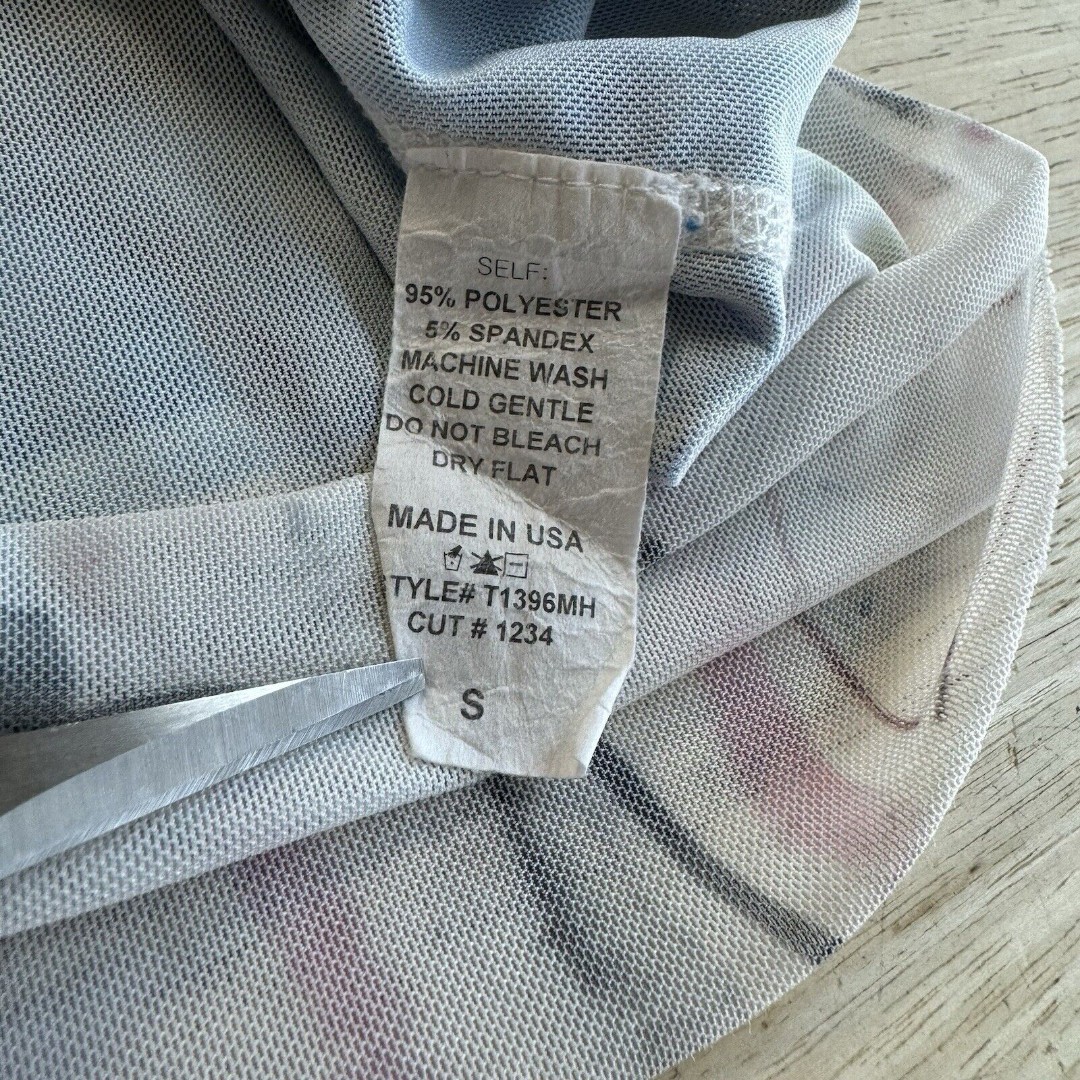 SELF:
95% POLYESTER
5% SPANDEX
MACHINE WASH
COLD GENTLE
DO NOT BLEACH
DRY FLAT
MADE IN USA
TYLE# T1396MH
CUT # 1234
S